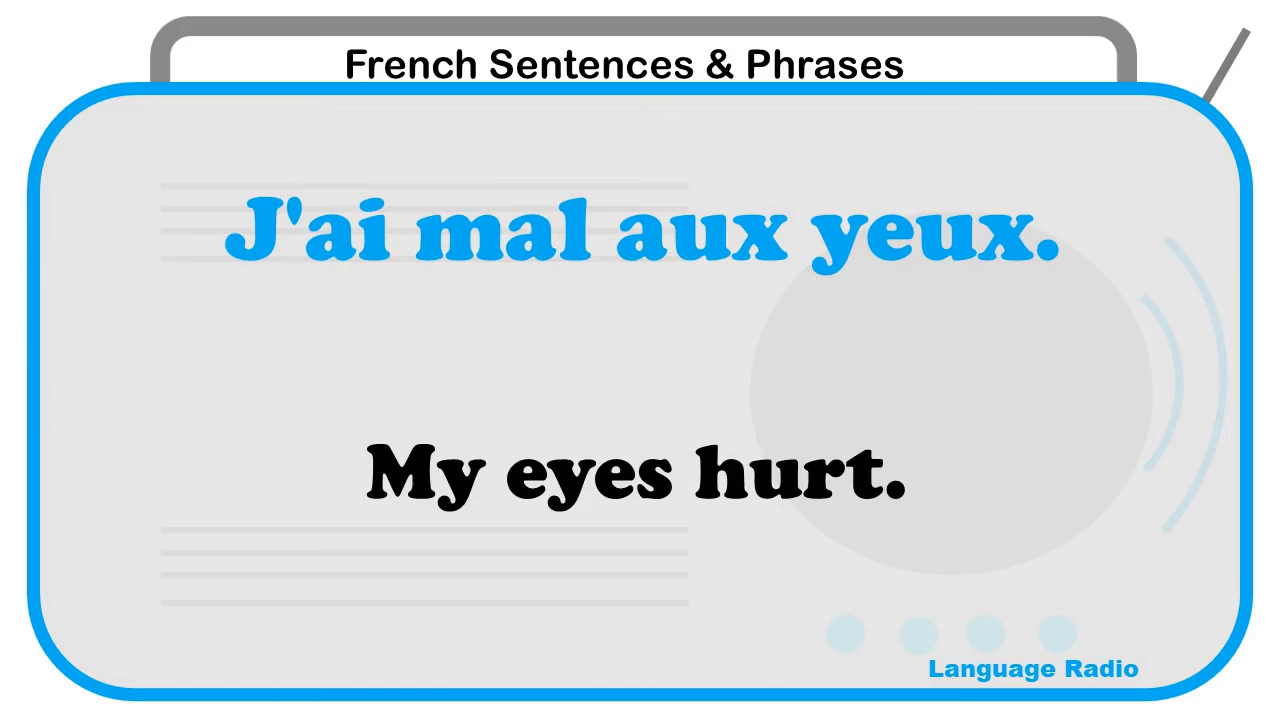 French Sentences & Phrases
J'ai mal aux yeux.
My eyes hurt.
Language Radio